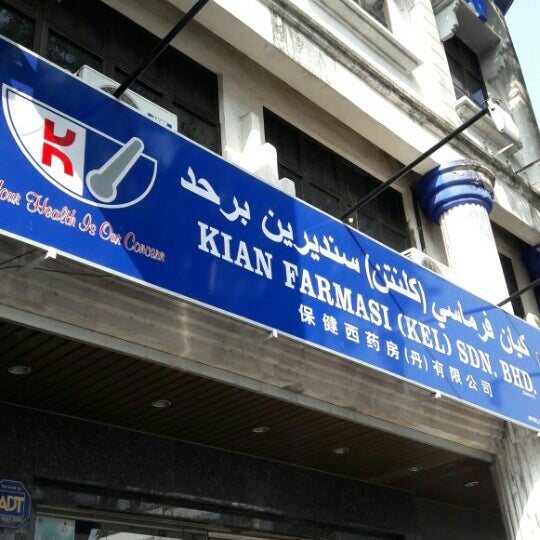 Your Health Is Our Concern
كيان فرماسي (كلنتن) سنديرين برحد
KIAN FARMASI (KEL) SDN. BHD.
保健西药房(丹)有限公司
ADT